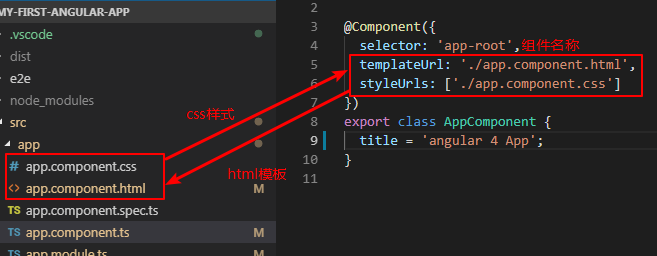 MY-FIRST-ANGULAR-APP
.vscode
dist
e2e
node_modules
src
app
# app.component.css
<> app.component.html M
TS app.component.spec.ts
TS app.component.ts M
TS app.module.ts M
css样式
html模板
2
3 @Component({
4 selector: 'app-root',组件名称
5 templateUrl: './app.component.html',
6 styleUrls: ['./app.component.css']
7 })
8 export class AppComponent {
9 title = 'angular 4 App';
10 }
11